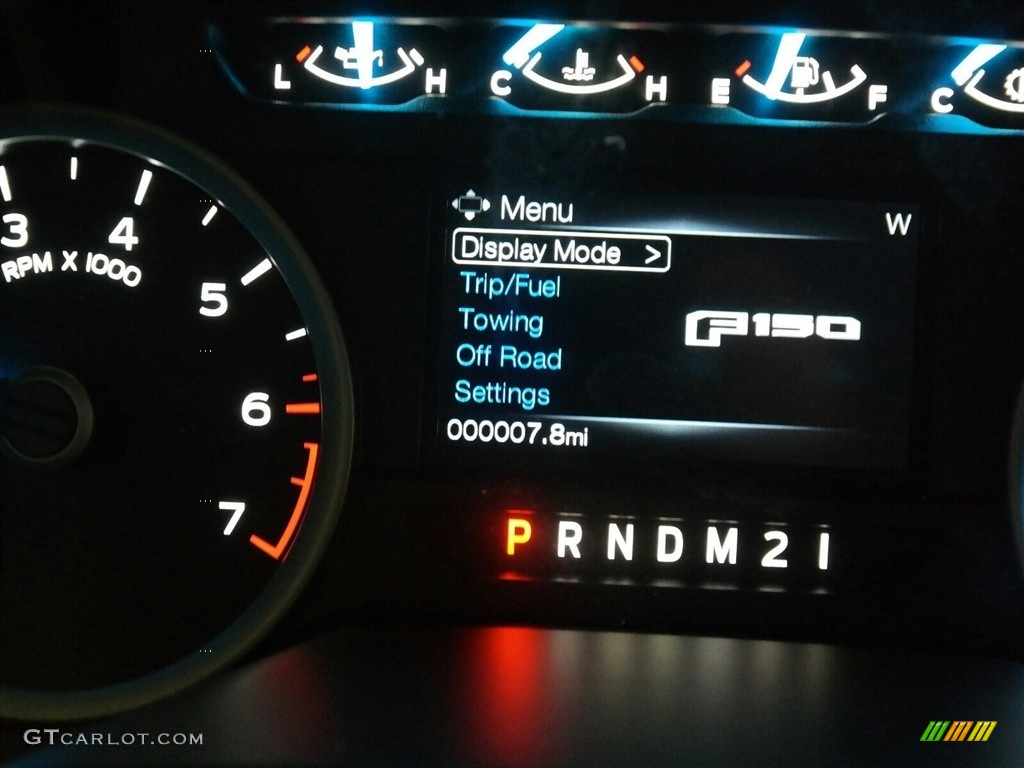 L H C H E F C
Menu W
Display Mode >
Trip/Fuel
Towing
F150
Off Road
Settings
000007.8mi
3 4 5 6 7
RPM X 1000
P R N D M 2 1
GTCARLOT.COM